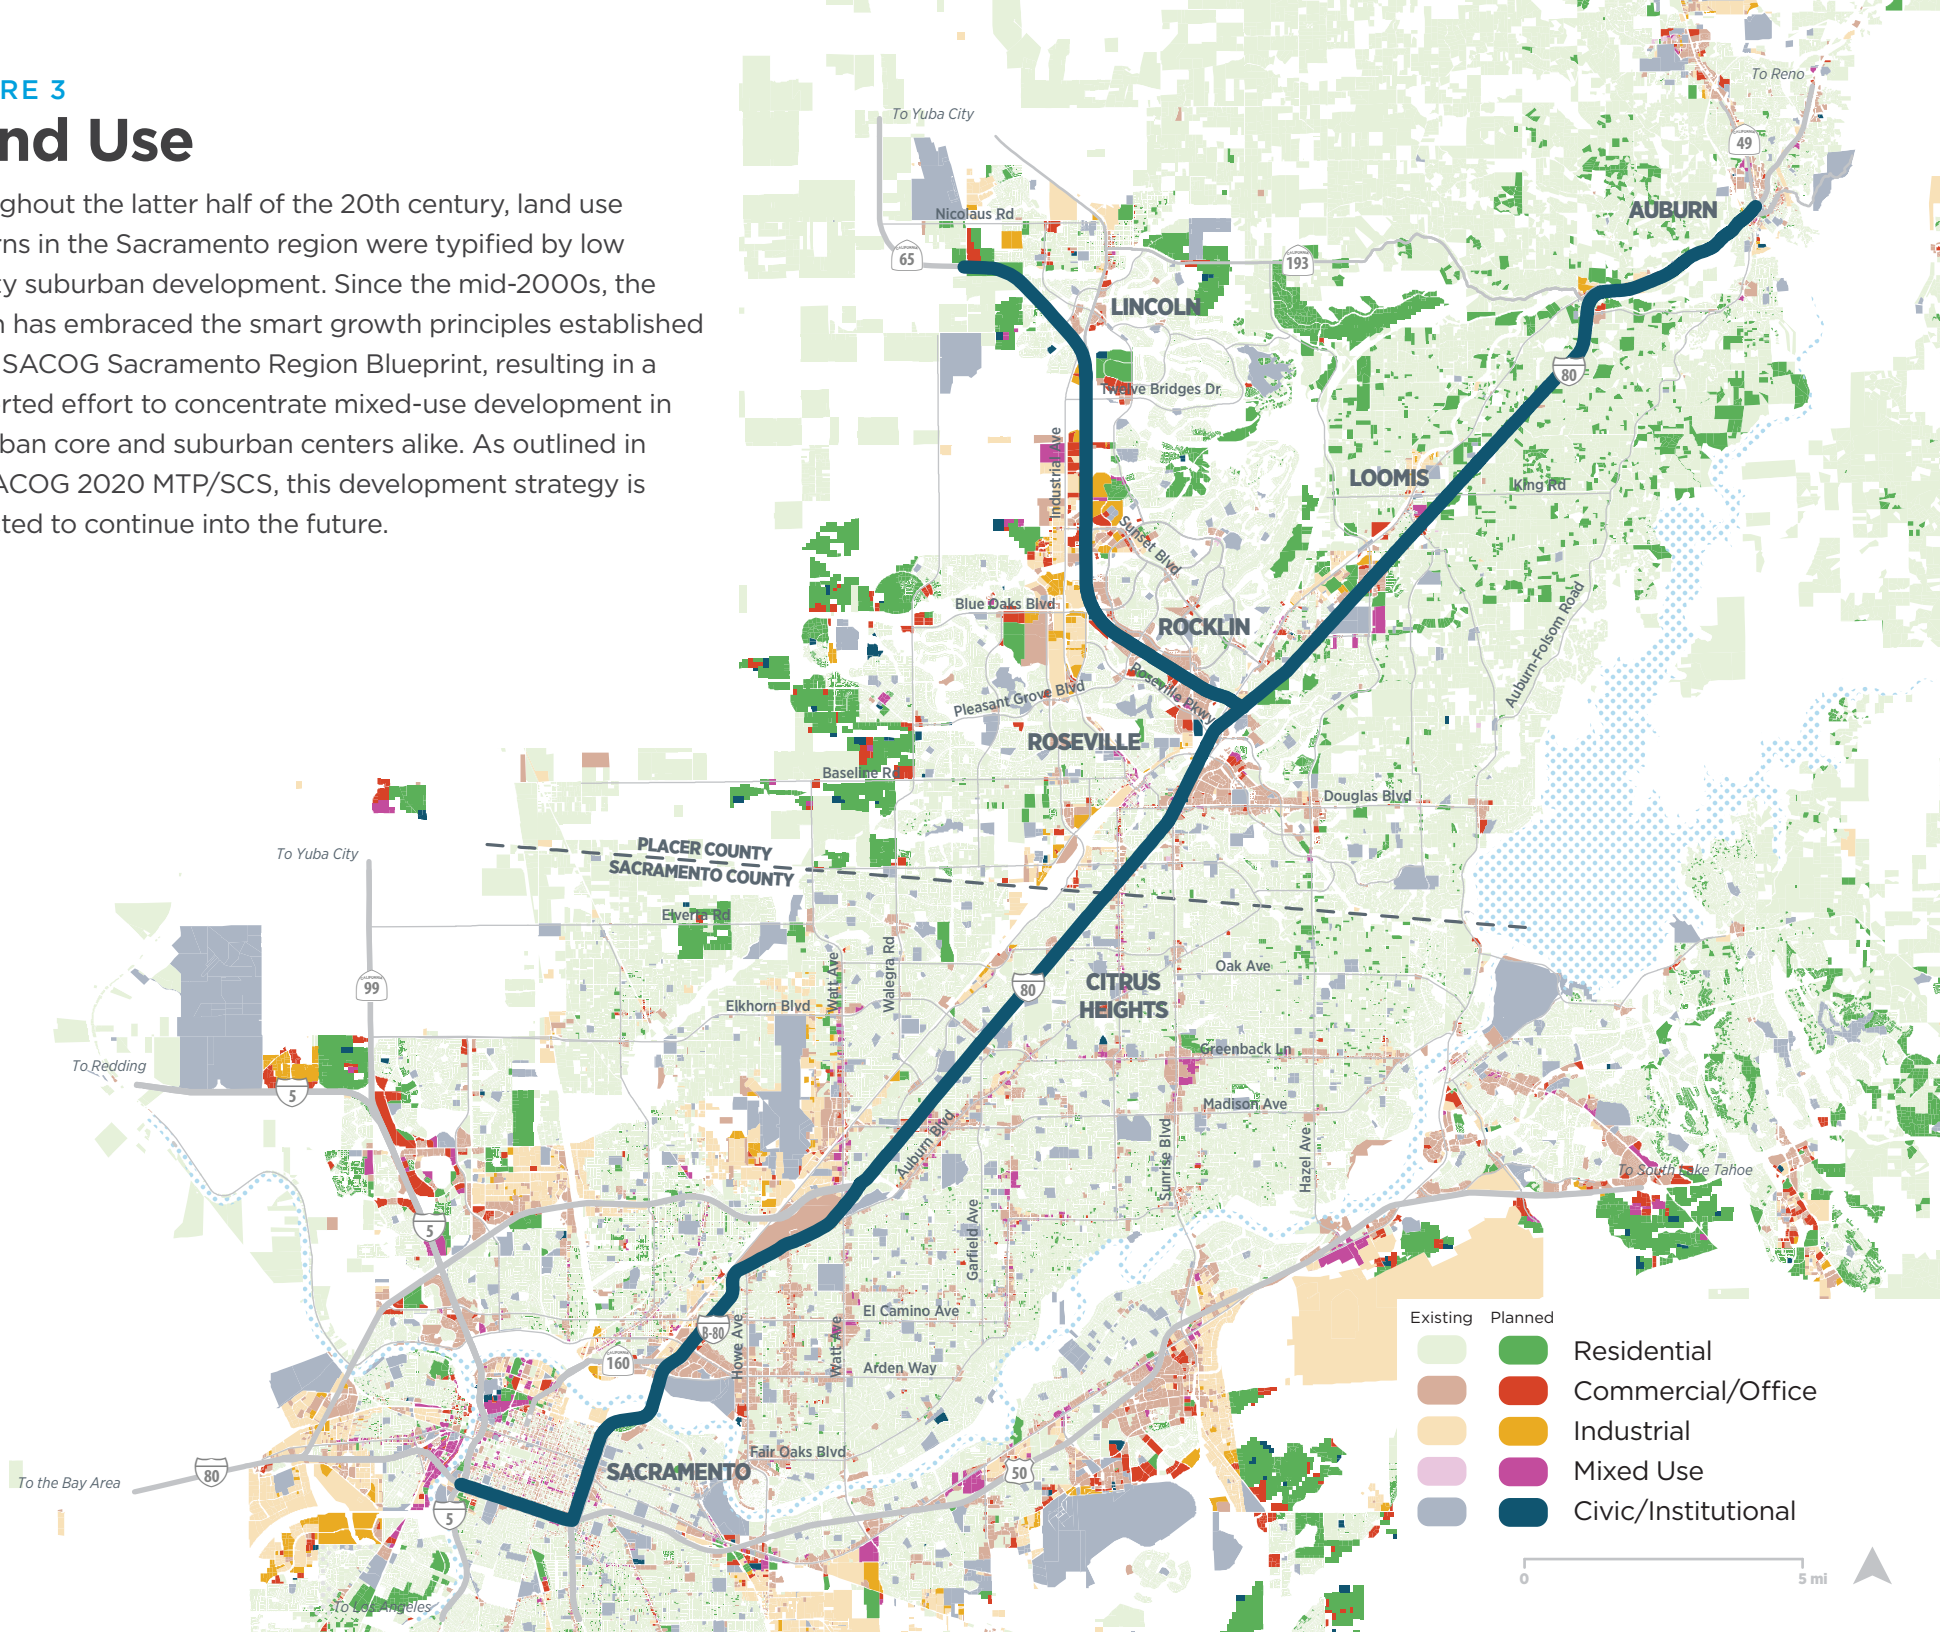 RE 3
nd Use
ghout the latter half of the 20th century, land use
rns in the Sacramento region were typified by low
ty suburban development. Since the mid-2000s, the
n has embraced the smart growth principles established
SACOG Sacramento Region Blueprint, resulting in a
rted effort to concentrate mixed-use development in
ban core and suburban centers alike. As outlined in
ACOG 2020 MTP/SCS, this development strategy is
ted to continue into the future.
To Reno
49
To Yuba City
AUBURN
Nicolaus Rd
65
193
LINCOLN
80
Twelve Bridges Dr
Industrial Ave
LOOMIS
King Rd
Sunset Blvd
Blue Oaks Blvd
ROCKLIN
Auburn-Folsom Road
Roseville Pkwy
Pleasant Grove Blvd
ROSEVILLE
Baseline Rd
Douglas Blvd
PLACER COUNTY
SACRAMENTO COUNTY
To Yuba City
Elverta Rd
Watt Ave
Walegra Rd
Oak Ave
99
80
CITRUS
HEIGHTS
Elkhorn Blvd
Greenback Ln
To Redding
5
Madison Ave
Auburn Blvd
Sunrise Blvd
Hazel Ave
To South Lake Tahoe
5
Garfield Ave
El Camino Ave
B-80
Howe Ave
Watt Ave
160
Arden Way
Fair Oaks Blvd
SACRAMENTO
80
50
To the Bay Area
5
To Los Angeles
Existing Planned
Residential
Commercial/Office
Industrial
Mixed Use
Civic/Institutional
0 5 mi